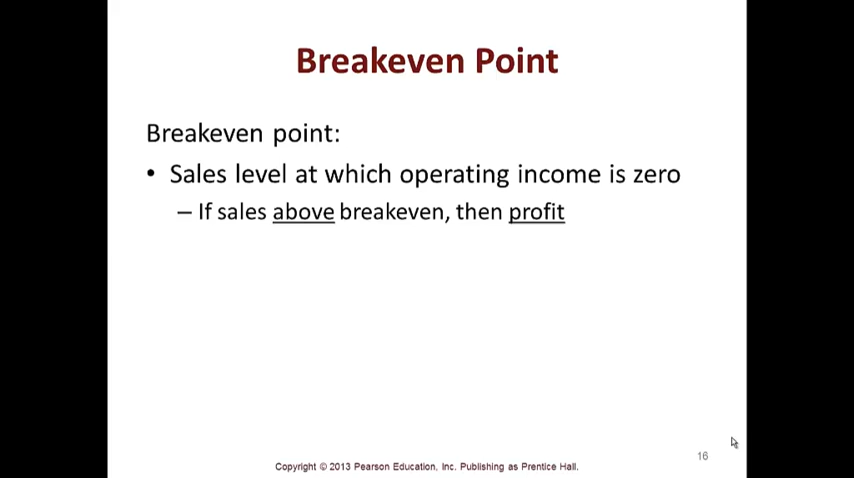 Breakeven Point
Breakeven point:
• Sales level at which operating income is zero
– If sales above breakeven, then profit
16
Copyright © 2013 Pearson Education, Inc. Publishing as Prentice Hall.